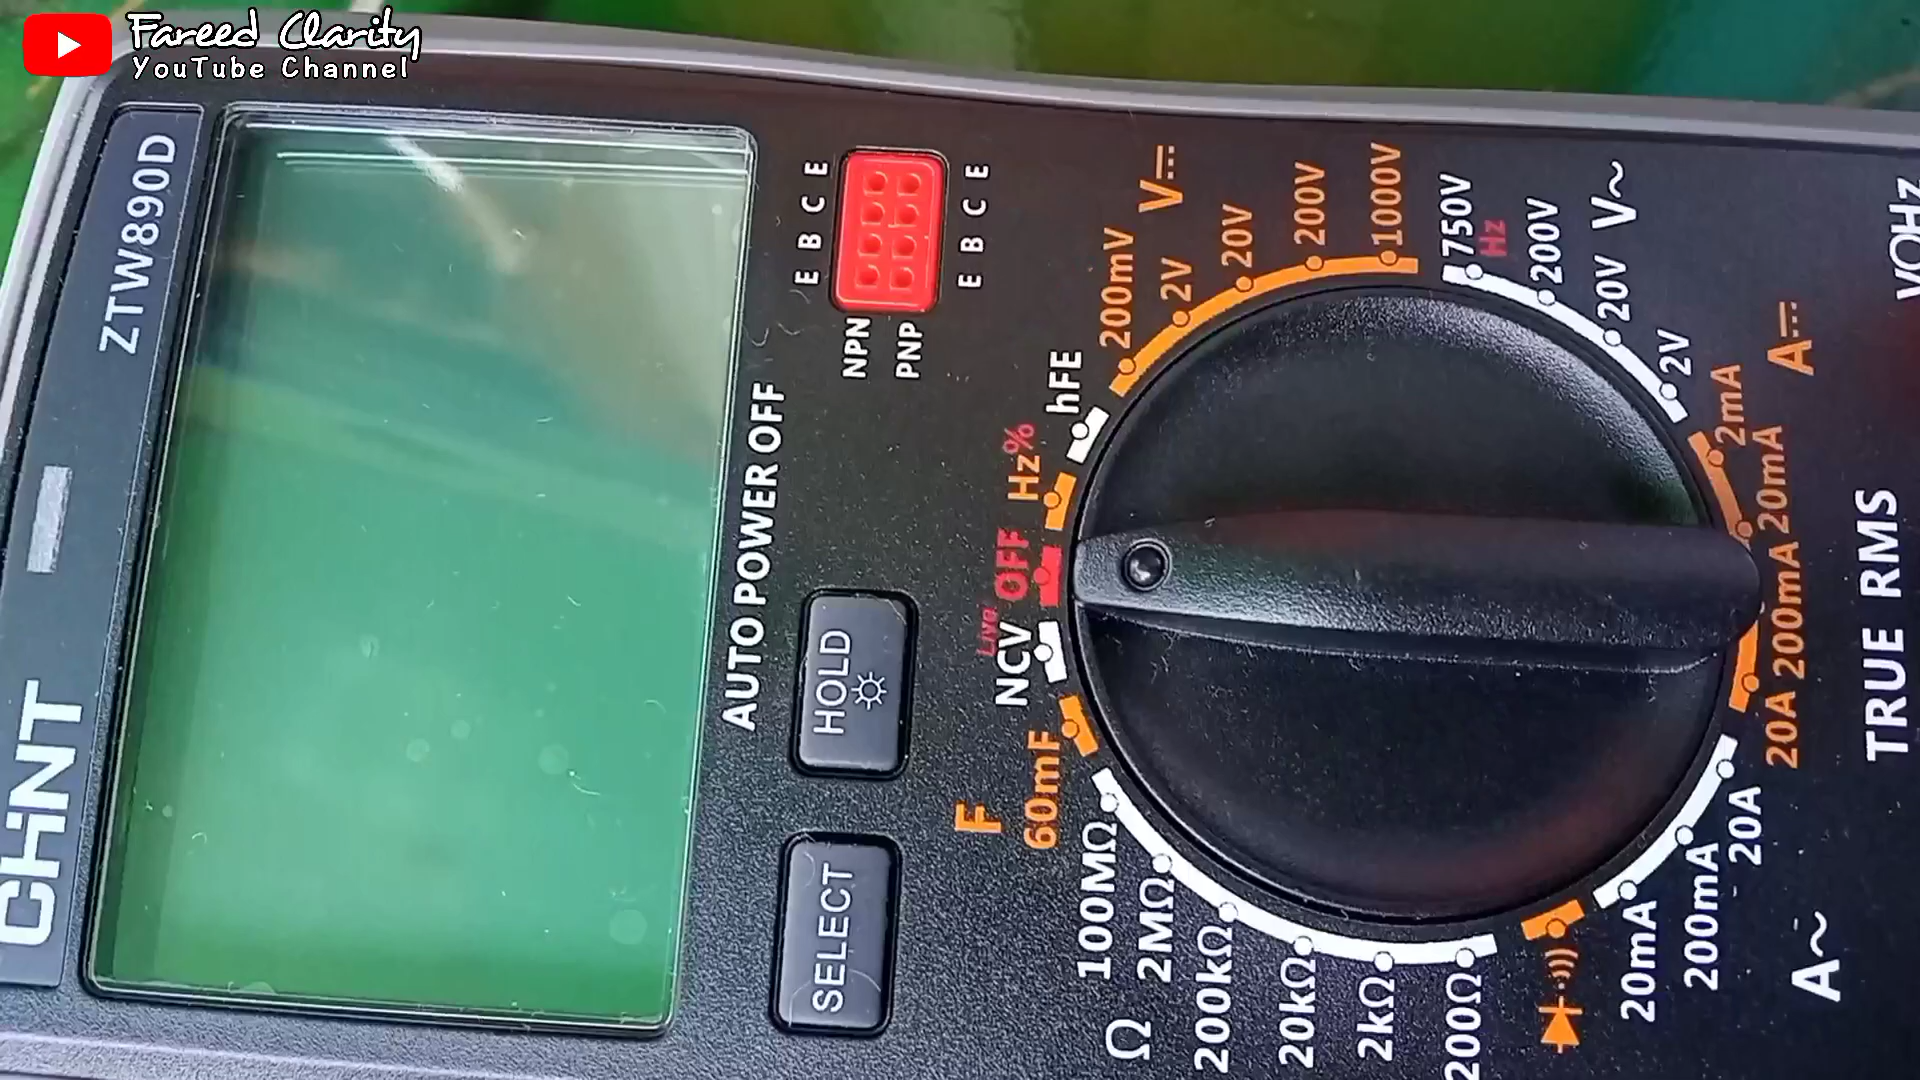 Fareed Clarity
YouTube Channel
CHINT
ZTW890D
AUTO POWER OFF
HOLD
SELECT
E B C E
NPN
PNP
E B C E
F
60mF
NCV
Live
OFF
Hz%
hFE
200mV
2V
20V
200V
1000V
V⎓
750V
Hz
200V
20V
2V
V~
2mA
20mA
200mA
20A
A⎓
20A
200mA
20mA
A~
200Ω
2kΩ
20kΩ
200kΩ
2MΩ
100MΩ
Ω
TRUE RMS
VΩHz